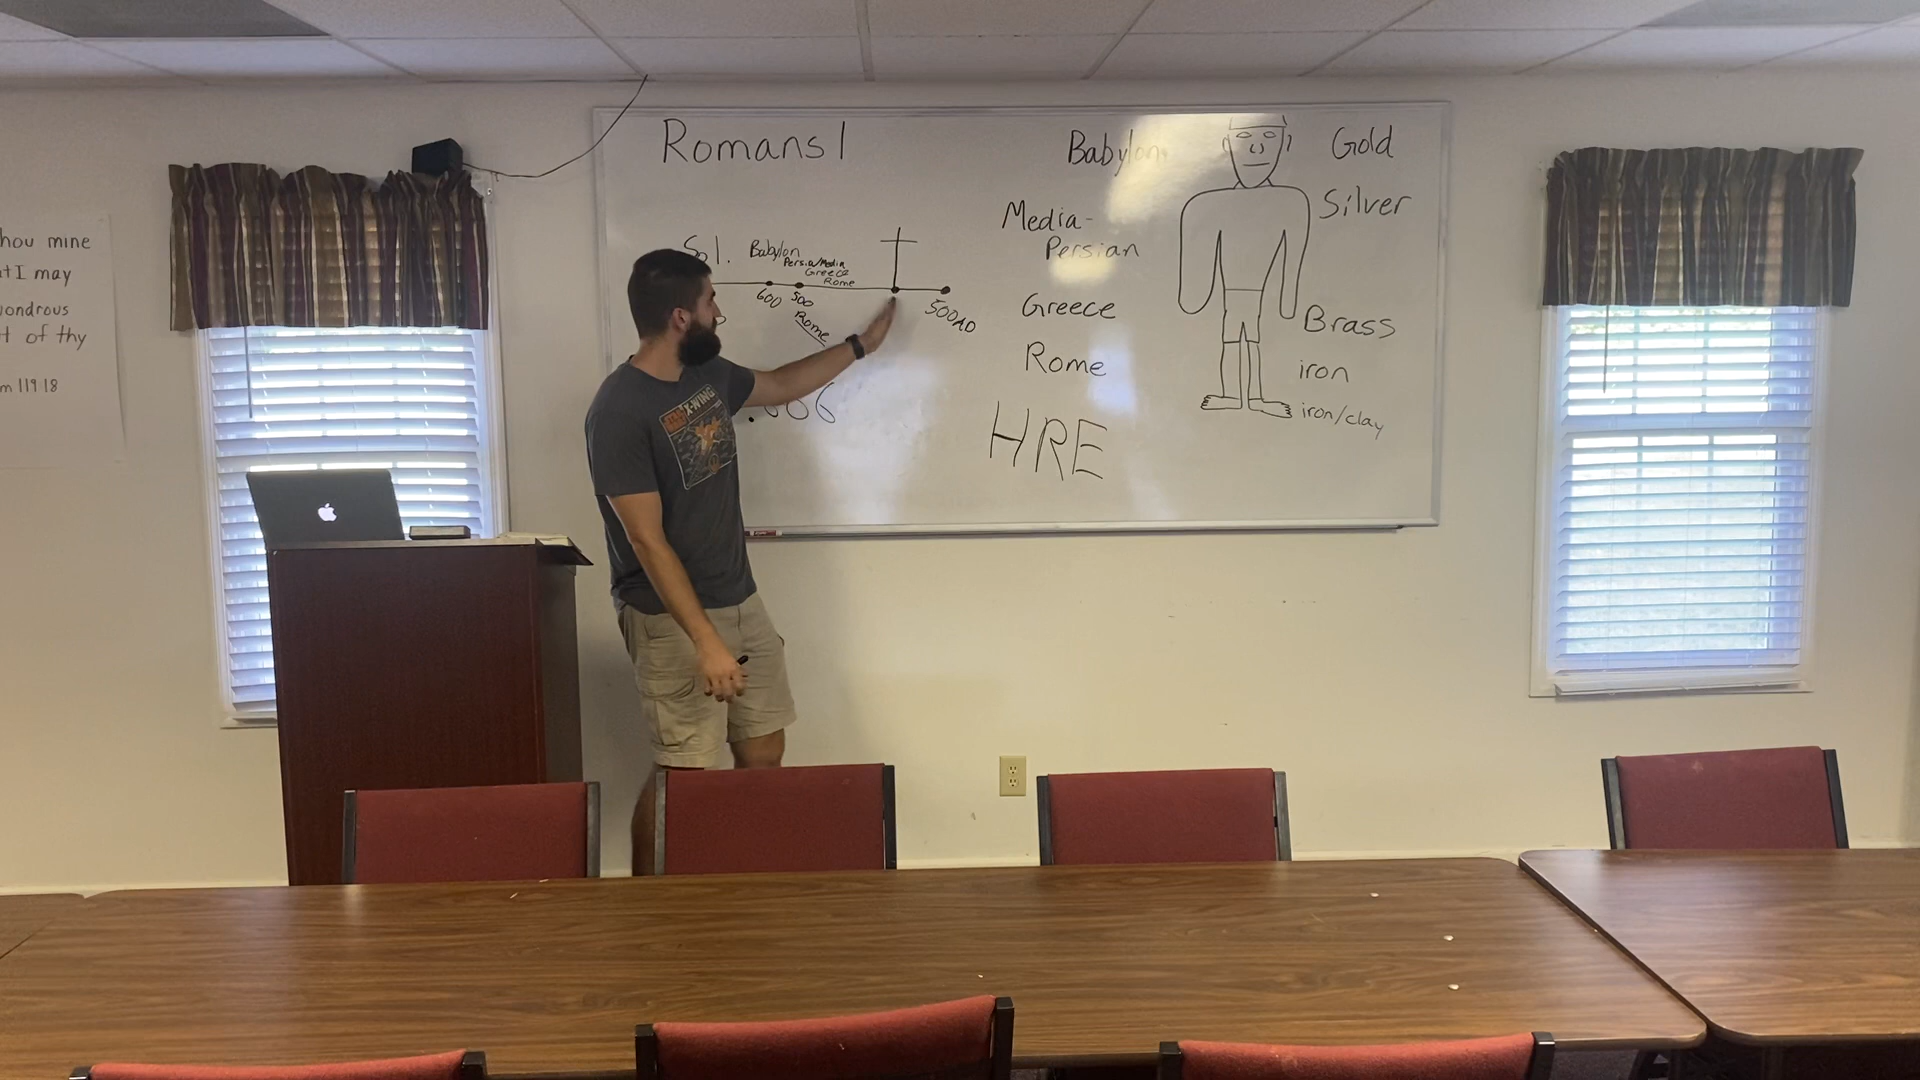 Romans 1
Sol. Babylon
Persia/Media
Greece
Rome
600 500
500AD
Rome
666
Babylon
Media-
Persian
Greece
Rome
HRE
Gold
Silver
Brass
iron
iron/clay
hou mine
t I may
ondrous
t of thy
m 119 18
X-WING